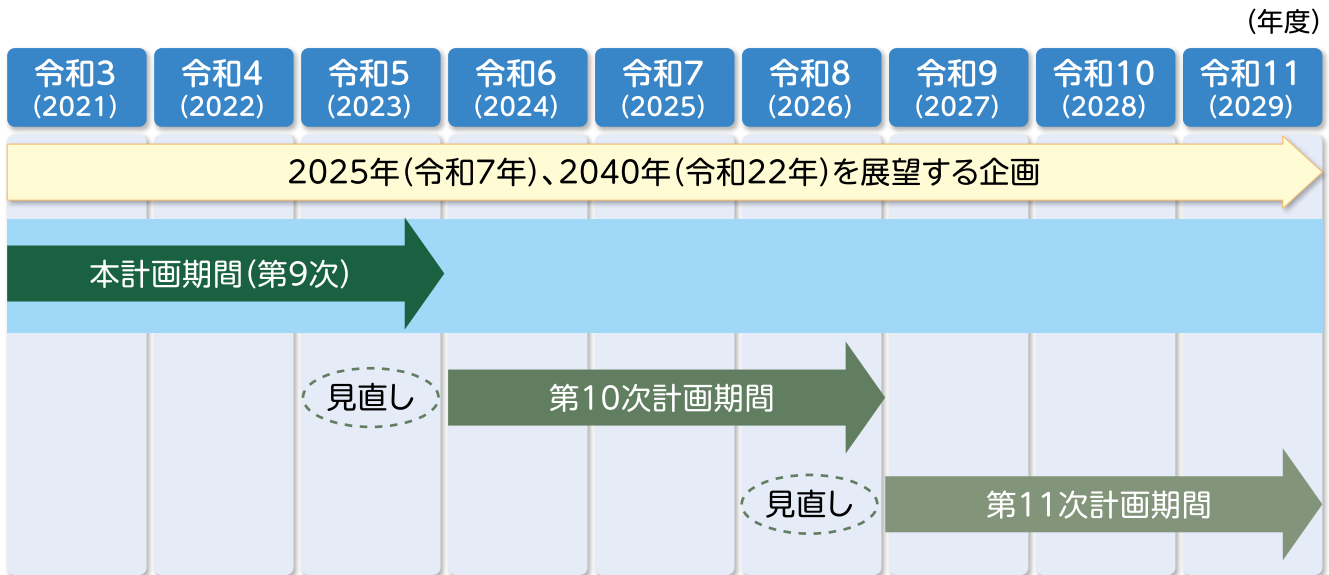 (年度)
令和3
(2021)
令和4
(2022)
令和5
(2023)
令和6
(2024)
令和7
(2025)
令和8
(2026)
令和9
(2027)
令和10
(2028)
令和11
(2029)
2025年(令和7年)、2040年(令和22年)を展望する企画
本計画期間(第9次)
見直し
第10次計画期間
見直し
第11次計画期間